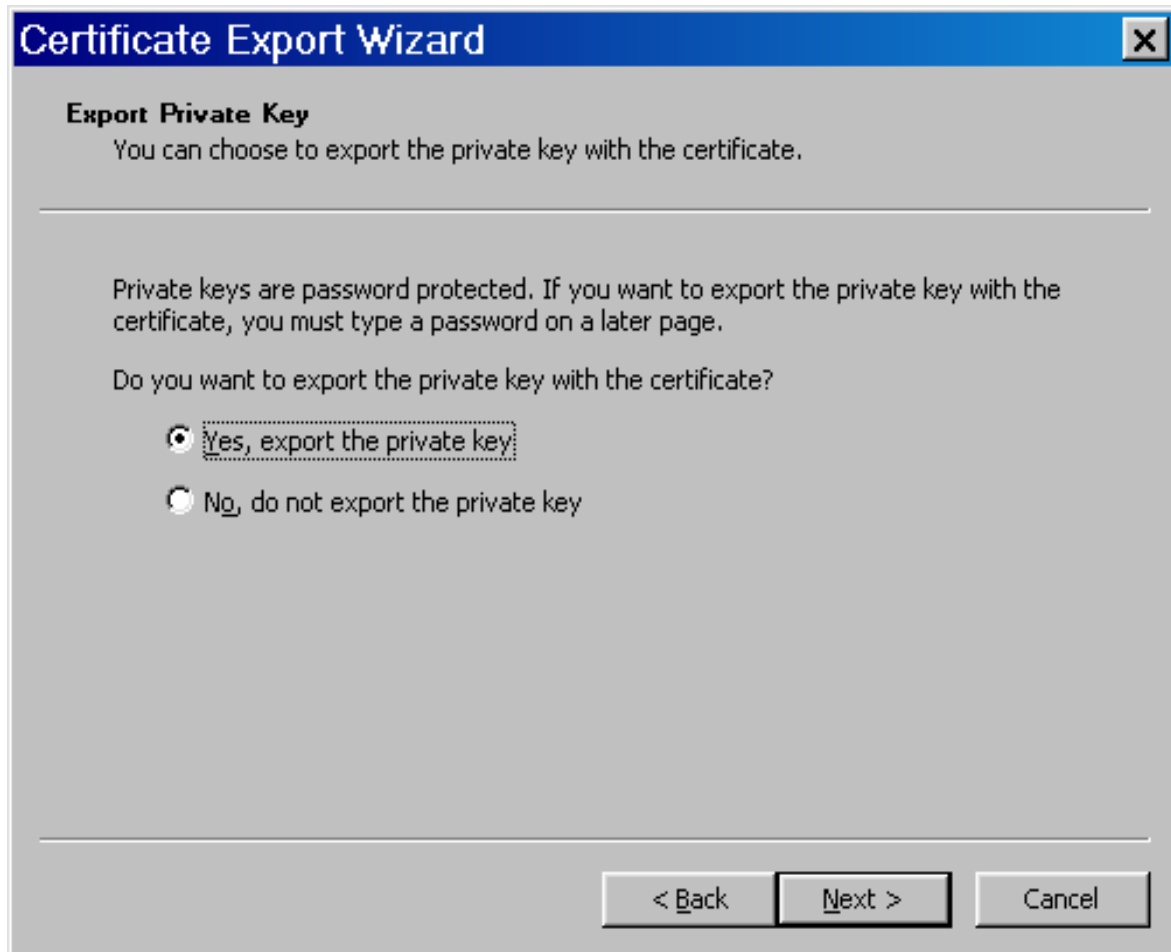 Certificate Export Wizard
Export Private Key
You can choose to export the private key with the certificate.
Private keys are password protected. If you want to export the private key with the
certificate, you must type a password on a later page.
Do you want to export the private key with the certificate?
Yes, export the private key
No, do not export the private key
< Back
Next >
Cancel